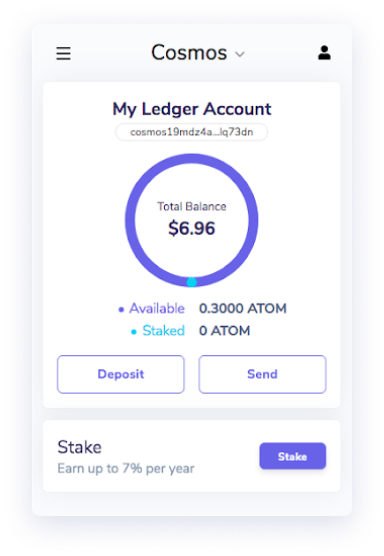 Cosmos
My Ledger Account
cosmos19mdz4a...lq73dn
Total Balance
$6.96
Available 0.3000 ATOM
Staked 0 ATOM
Deposit Send
Stake
Earn up to 7% per year
Stake